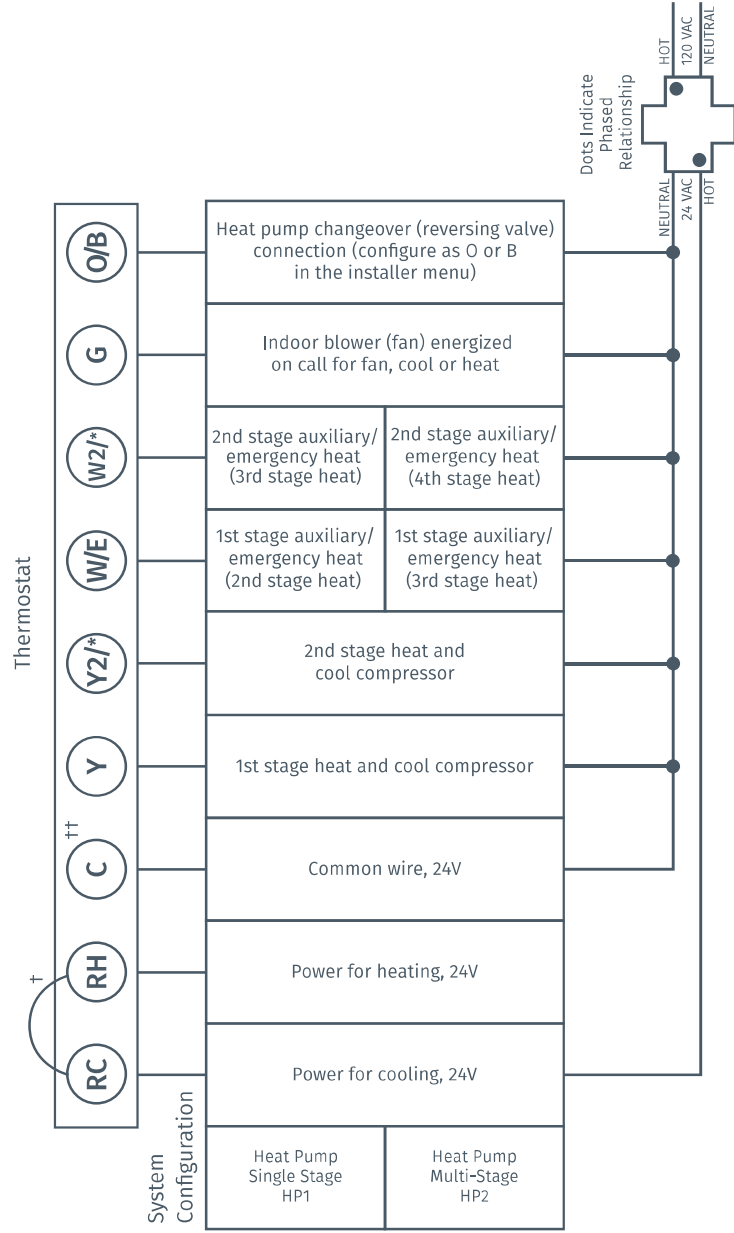 HOT
120 VAC
NEUTRAL
Dots Indicate
Phased
Relationship
NEUTRAL
24 VAC
HOT
Thermostat
O/B
Heat pump changeover (reversing valve)
connection (configure as O or B
in the installer menu)
G
Indoor blower (fan) energized
on call for fan, cool or heat
W2/*
2nd stage auxiliary/
emergency heat
(3rd stage heat)
2nd stage auxiliary/
emergency heat
(4th stage heat)
W/E
1st stage auxiliary/
emergency heat
(2nd stage heat)
1st stage auxiliary/
emergency heat
(3rd stage heat)
Y2/*
2nd stage heat and
cool compressor
Y
1st stage heat and cool compressor
††
C
Common wire, 24V
†
RH
Power for heating, 24V
RC
Power for cooling, 24V
System
Configuration
Heat Pump
Single Stage
HP1
Heat Pump
Multi-Stage
HP2